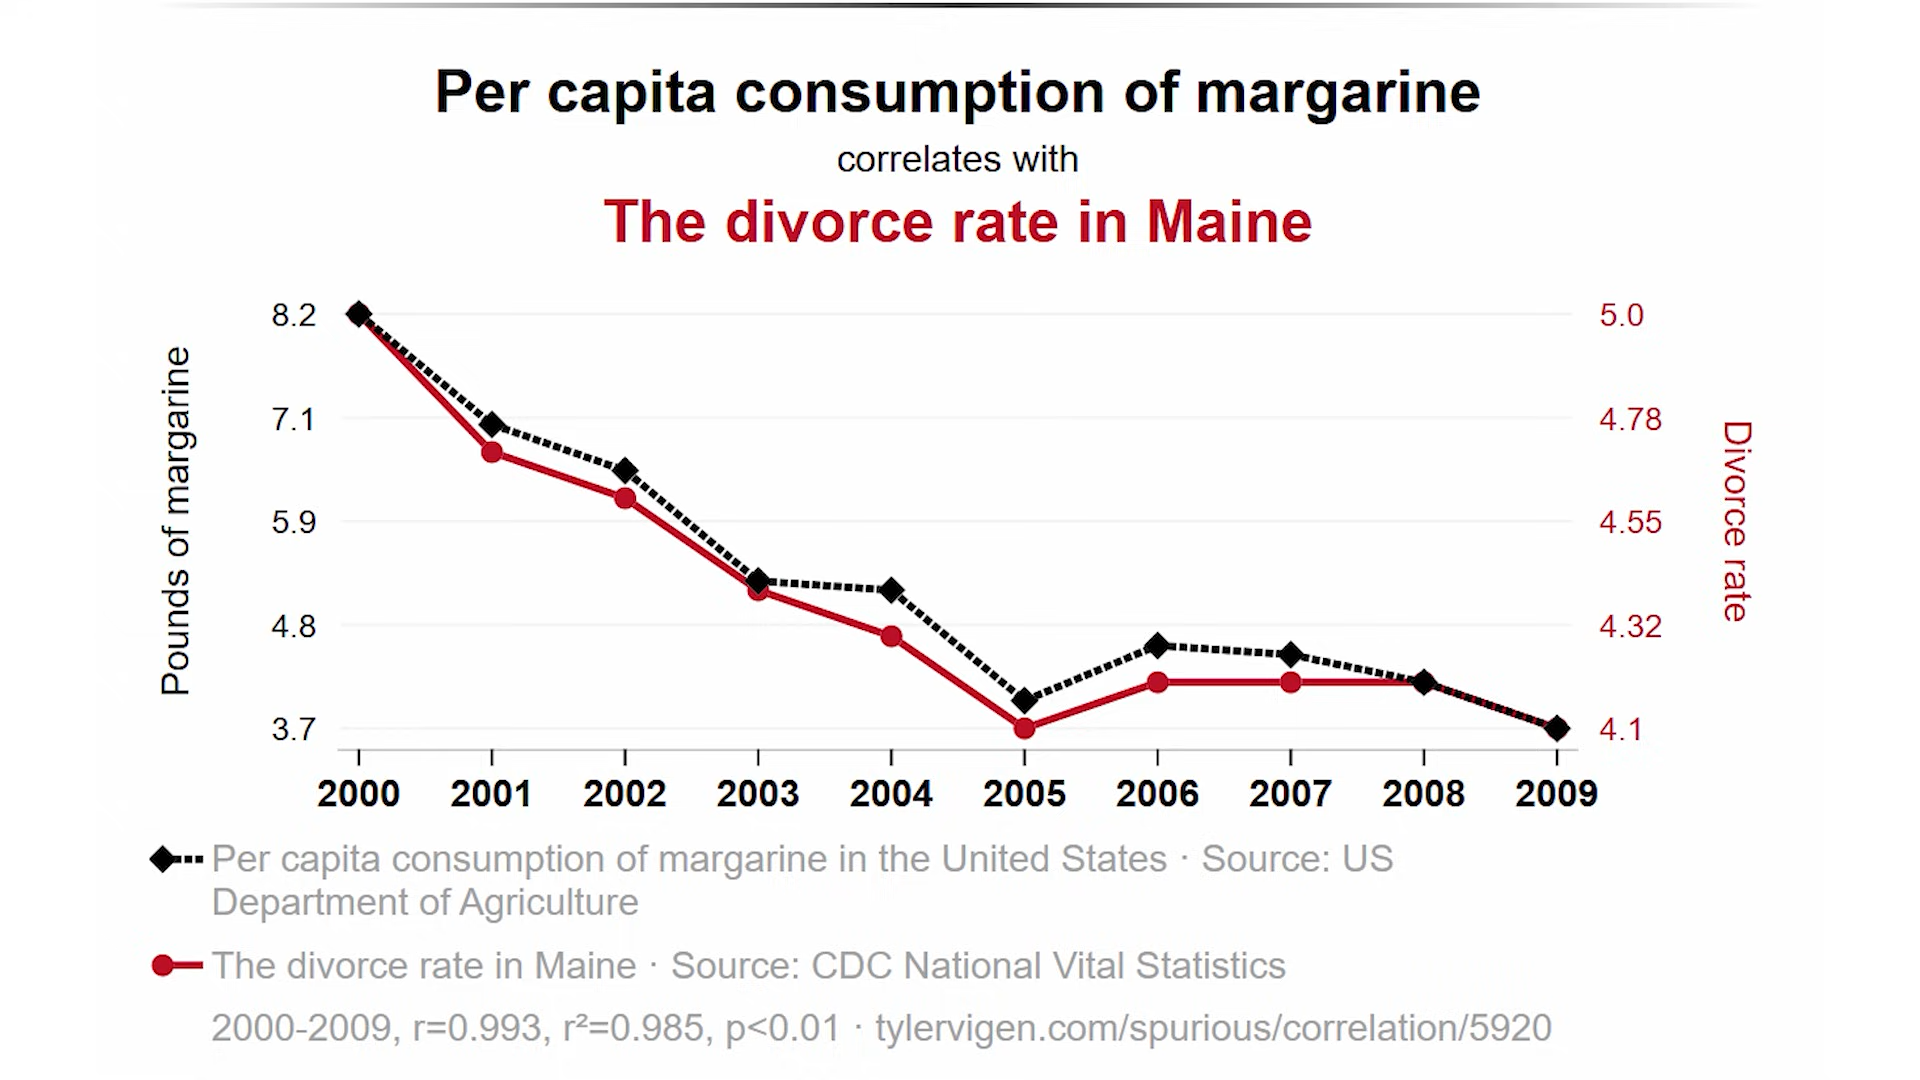 Per capita consumption of margarine
correlates with
The divorce rate in Maine
Pounds of margarine
8.2
7.1
5.9
4.8
3.7
5.0
4.78
4.55
4.32
4.1
Divorce rate
2000 2001 2002 2003 2004 2005 2006 2007 2008 2009
Per capita consumption of margarine in the United States · Source: US
Department of Agriculture
The divorce rate in Maine · Source: CDC National Vital Statistics
2000-2009, r=0.993, r²=0.985, p<0.01 · tylervigen.com/spurious/correlation/5920